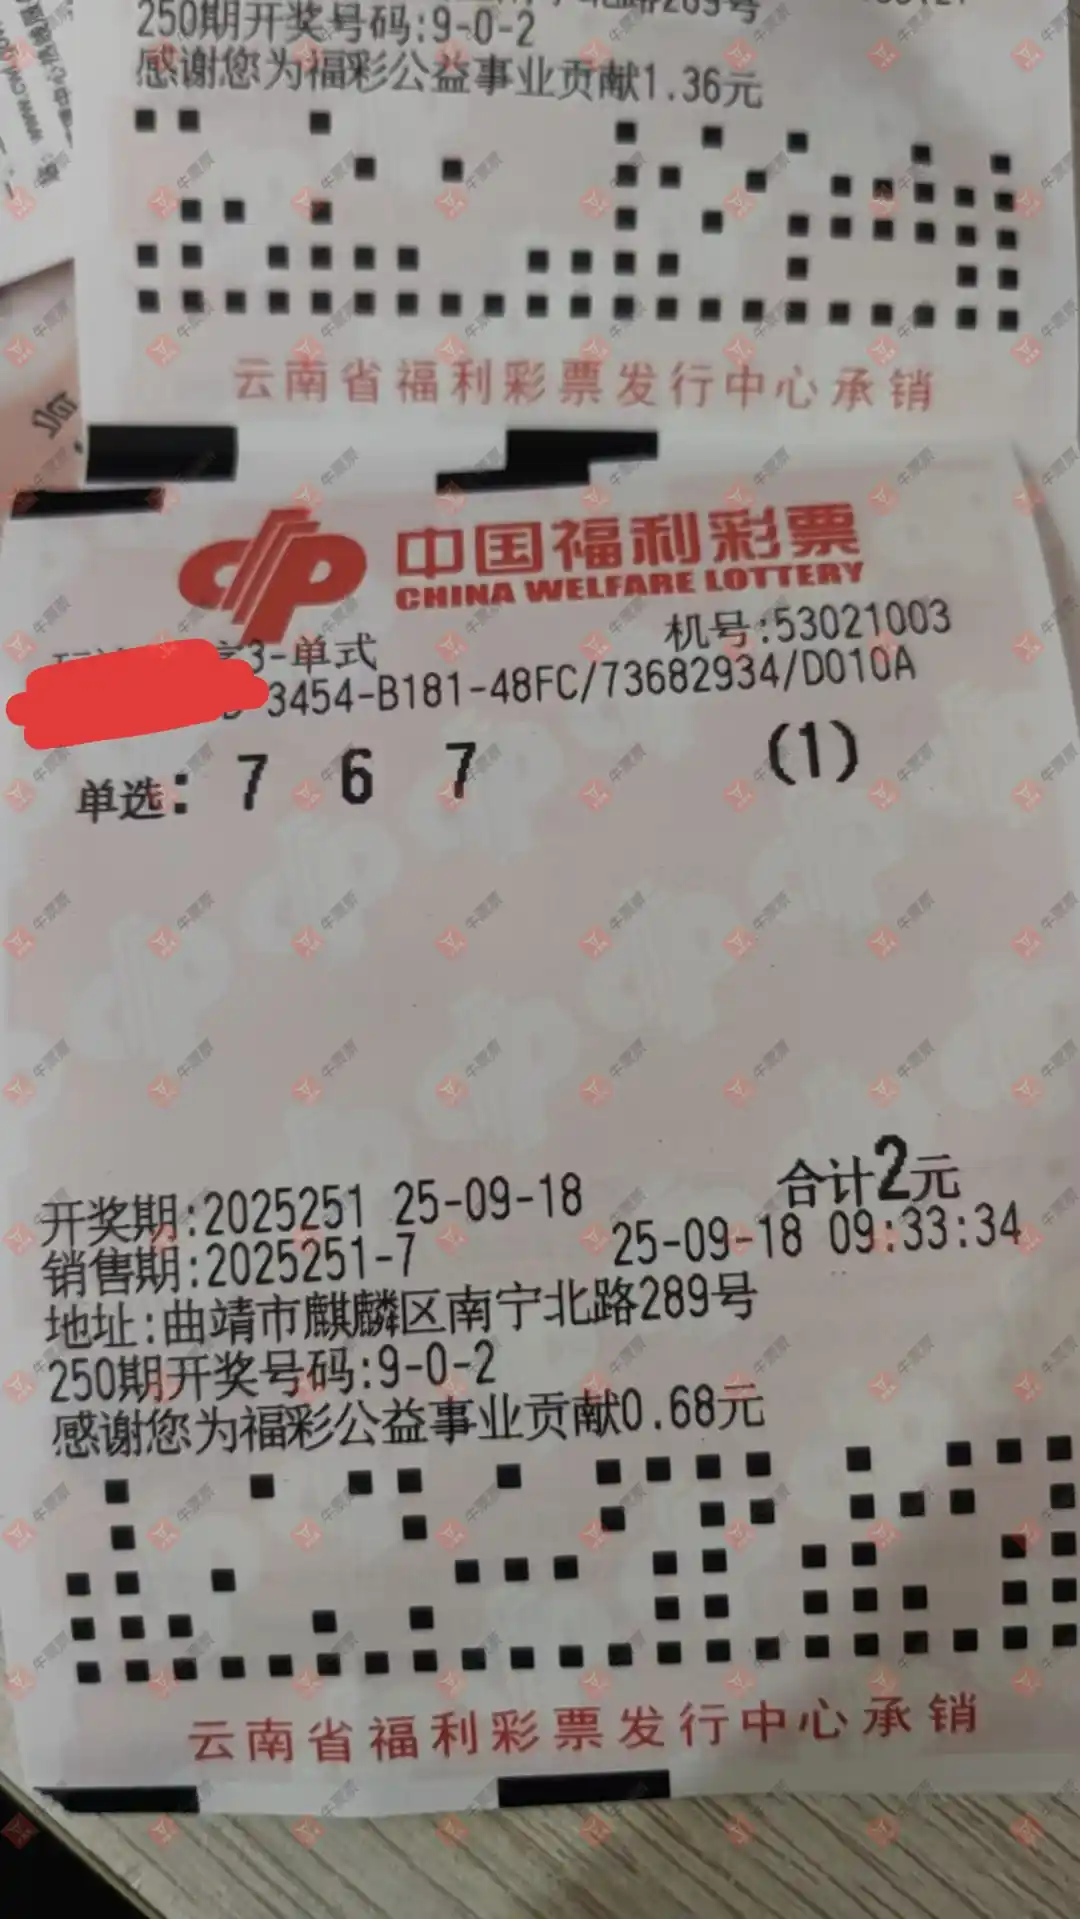 250期开奖号码:9-0-2
感谢您为福彩公益事业贡献1.36元
云南省福利彩票发行中心承销
中国福利彩票
CHINA WELFARE LOTTERY
机号:53021003
3-单式
3454-B181-48FC/73682934/D010A
单选: 7 6 7 (1)
合计2元
开奖期:2025251 25-09-18
销售期:2025251-7 25-09-18 09:33:34
地址:曲靖市麒麟区南宁北路289号
250期开奖号码:9-0-2
感谢您为福彩公益事业贡献0.68元
云南省福利彩票发行中心承销